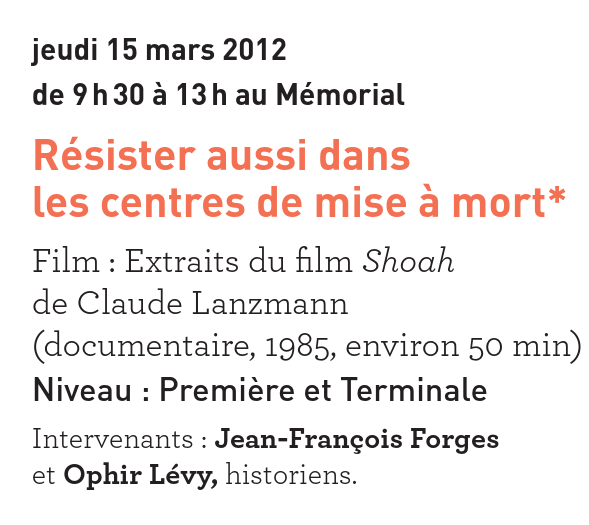 jeudi 15 mars 2012
de 9 h 30 à 13 h au Mémorial
Résister aussi dans
les centres de mise à mort*
Film : Extraits du film Shoah
de Claude Lanzmann
(documentaire, 1985, environ 50 min)
Niveau : Première et Terminale
Intervenants : Jean-François Forges
et Ophir Lévy, historiens.